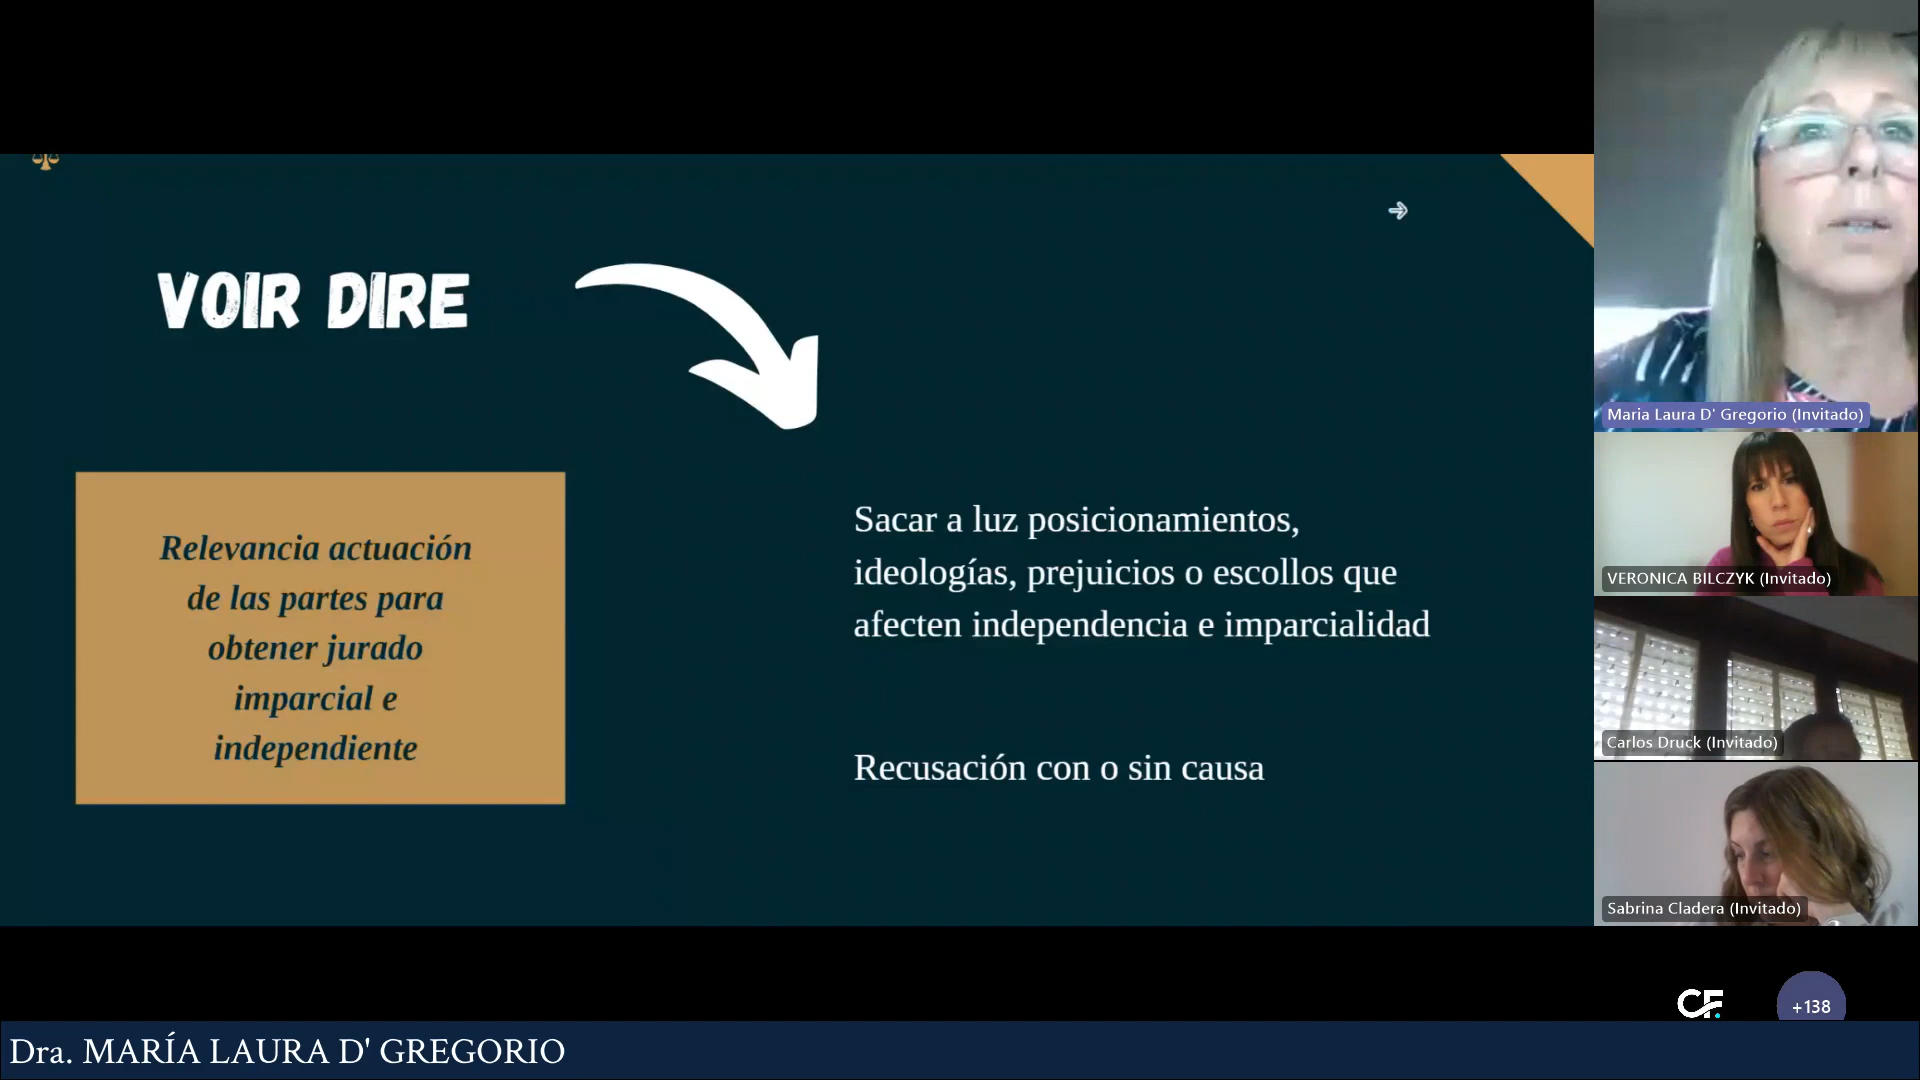 VOIR DIRE
Relevancia actuación
de las partes para
obtener jurado
imparcial e
independiente
Sacar a luz posicionamientos,
ideologías, prejuicios o escollos que
afecten independencia e imparcialidad
Recusación con o sin causa
Maria Laura D' Gregorio (Invitado)
VERONICA BILCZYK (Invitado)
Carlos Druck (Invitado)
Sabrina Cladera (Invitado)
CF
+138
Dra. MARÍA LAURA D' GREGORIO